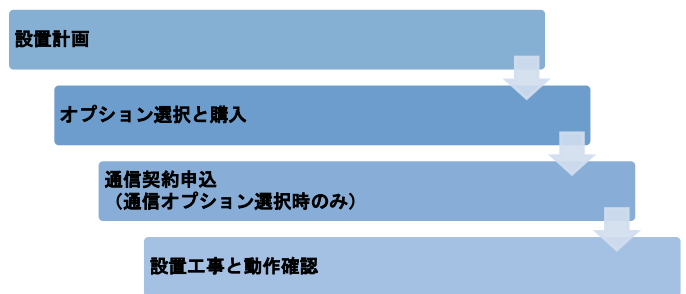 設置計画
オプション選択と購入
通信契約申込
（通信オプション選択時のみ）
設置工事と動作確認